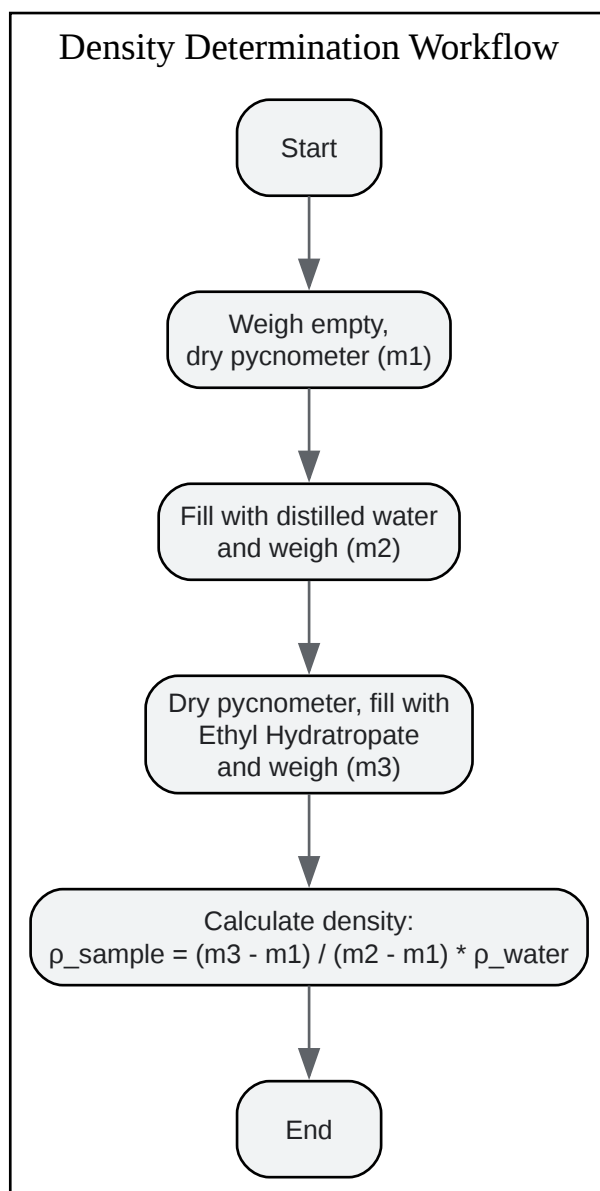 Density Determination Workflow
Start
Weigh empty,
dry pycnometer (m1)
Fill with distilled water
and weigh (m2)
Dry pycnometer, fill with
Ethyl Hydratropate
and weigh (m3)
Calculate density:
ρ_sample = (m3 - m1) / (m2 - m1) * ρ_water
End